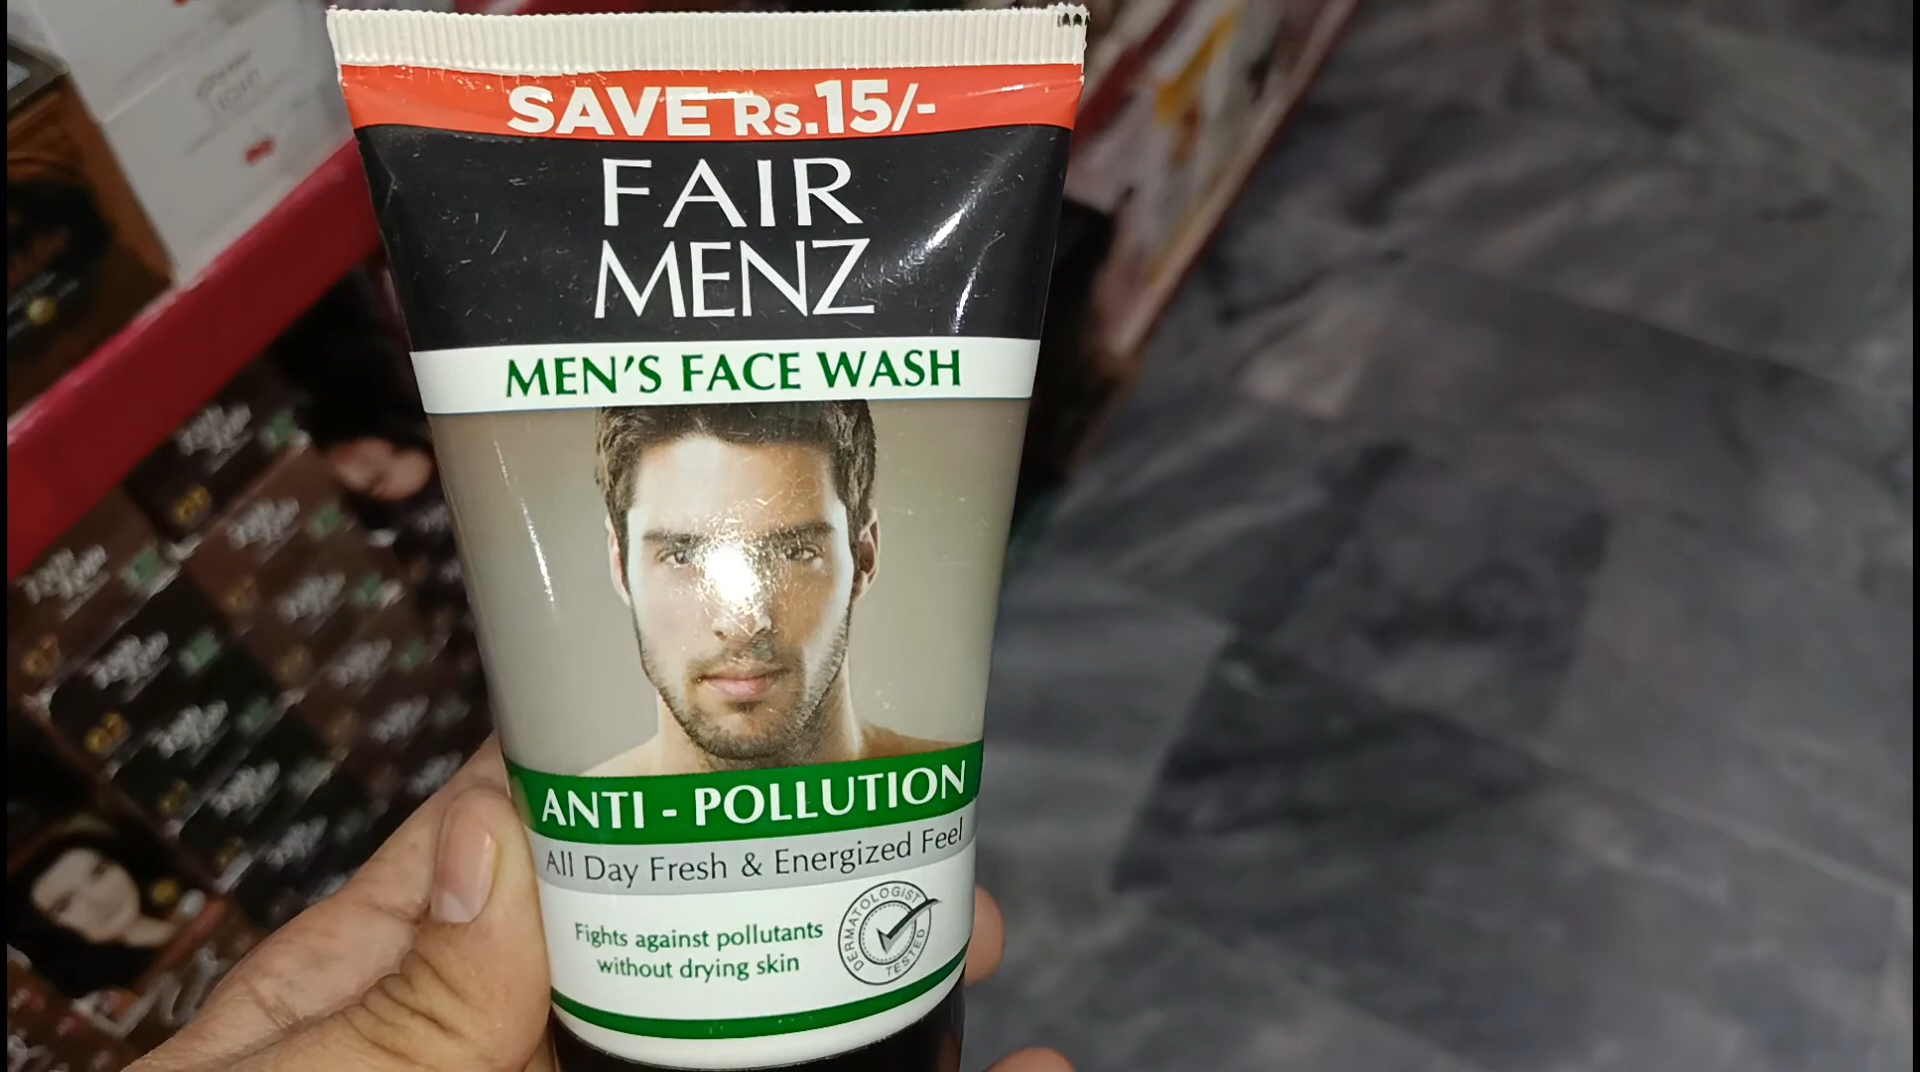 SAVE Rs.15/-
FAIR
MENZ
MEN'S FACE WASH
ANTI - POLLUTION
All Day Fresh & Energized Feel
Fights against pollutants
without drying skin
DERMATOLOGIST
TESTED